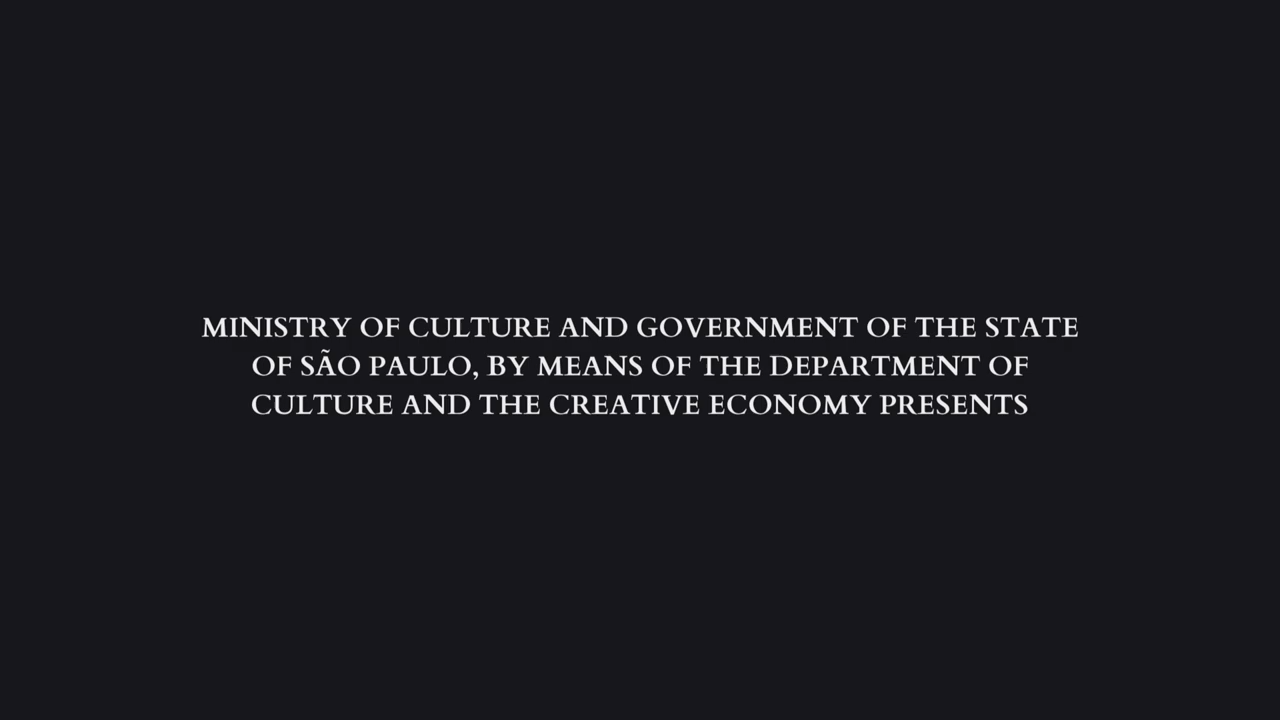 MINISTRY OF CULTURE AND GOVERNMENT OF THE STATE
OF SÃO PAULO, BY MEANS OF THE DEPARTMENT OF
CULTURE AND THE CREATIVE ECONOMY PRESENTS